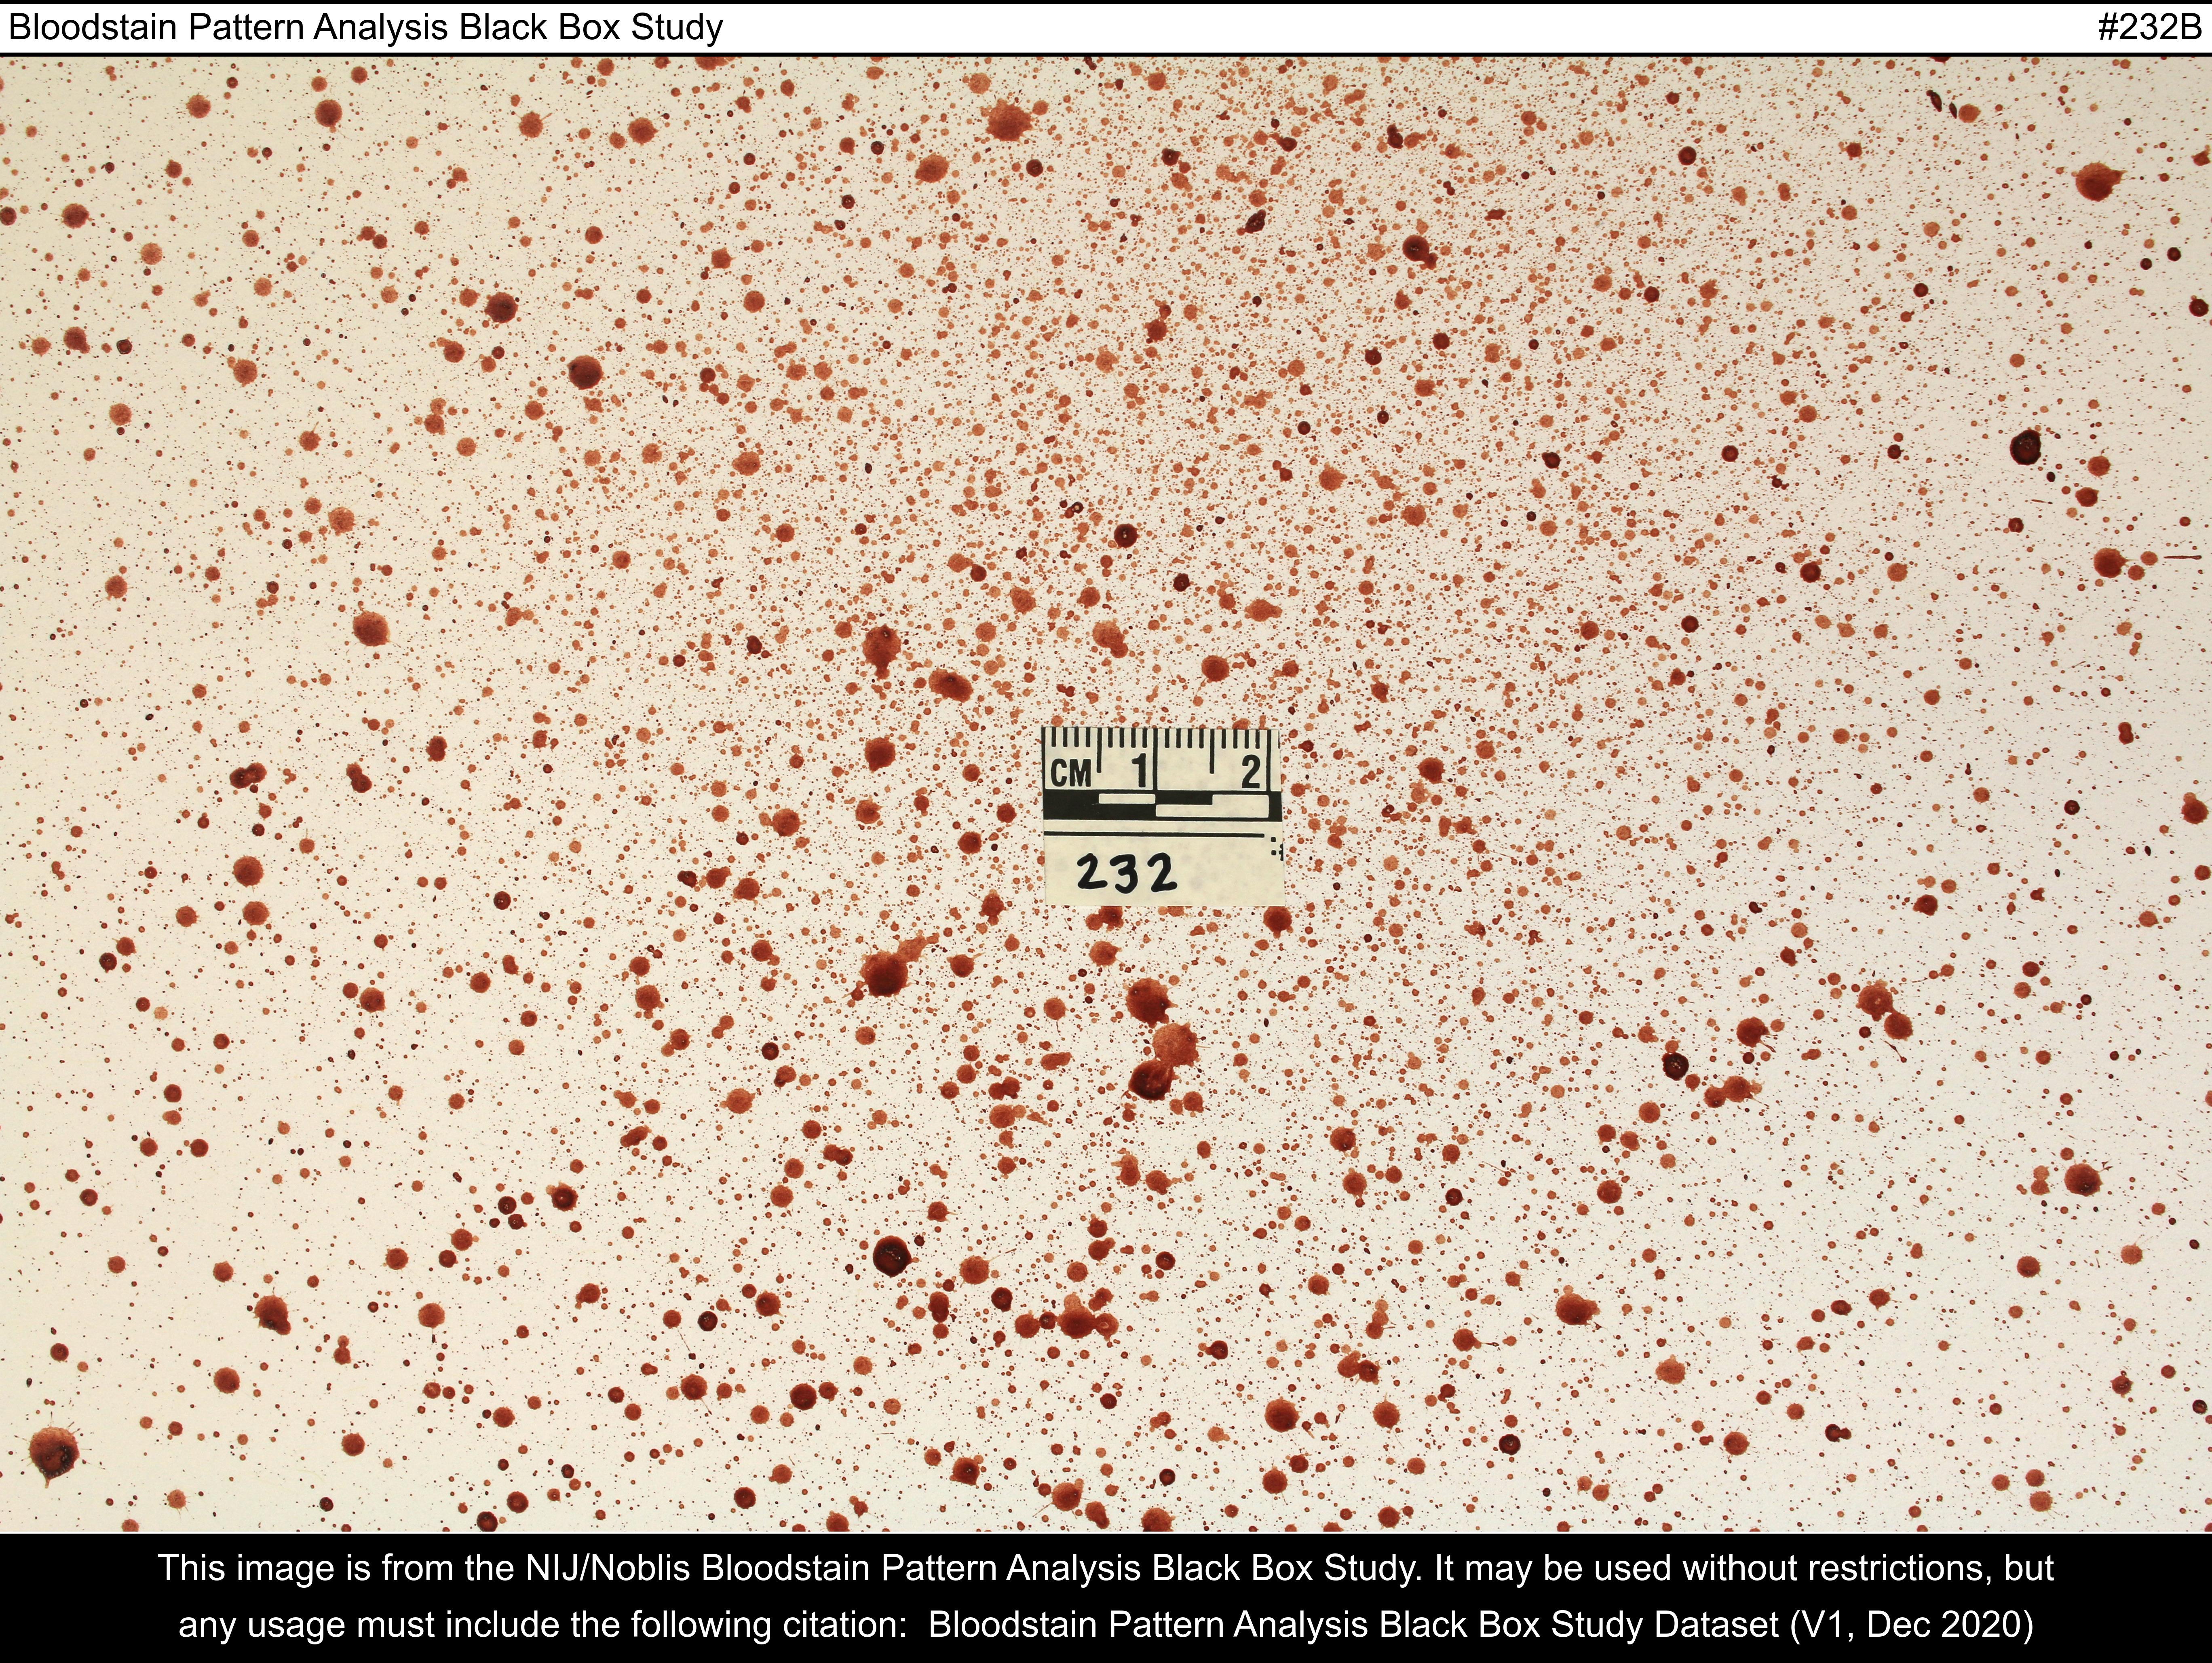 Bloodstain Pattern Analysis Black Box Study #232B
CM 1 2
232
This image is from the NIJ/Noblis Bloodstain Pattern Analysis Black Box Study. It may be used without restrictions, but
any usage must include the following citation:  Bloodstain Pattern Analysis Black Box Study Dataset (V1, Dec 2020)